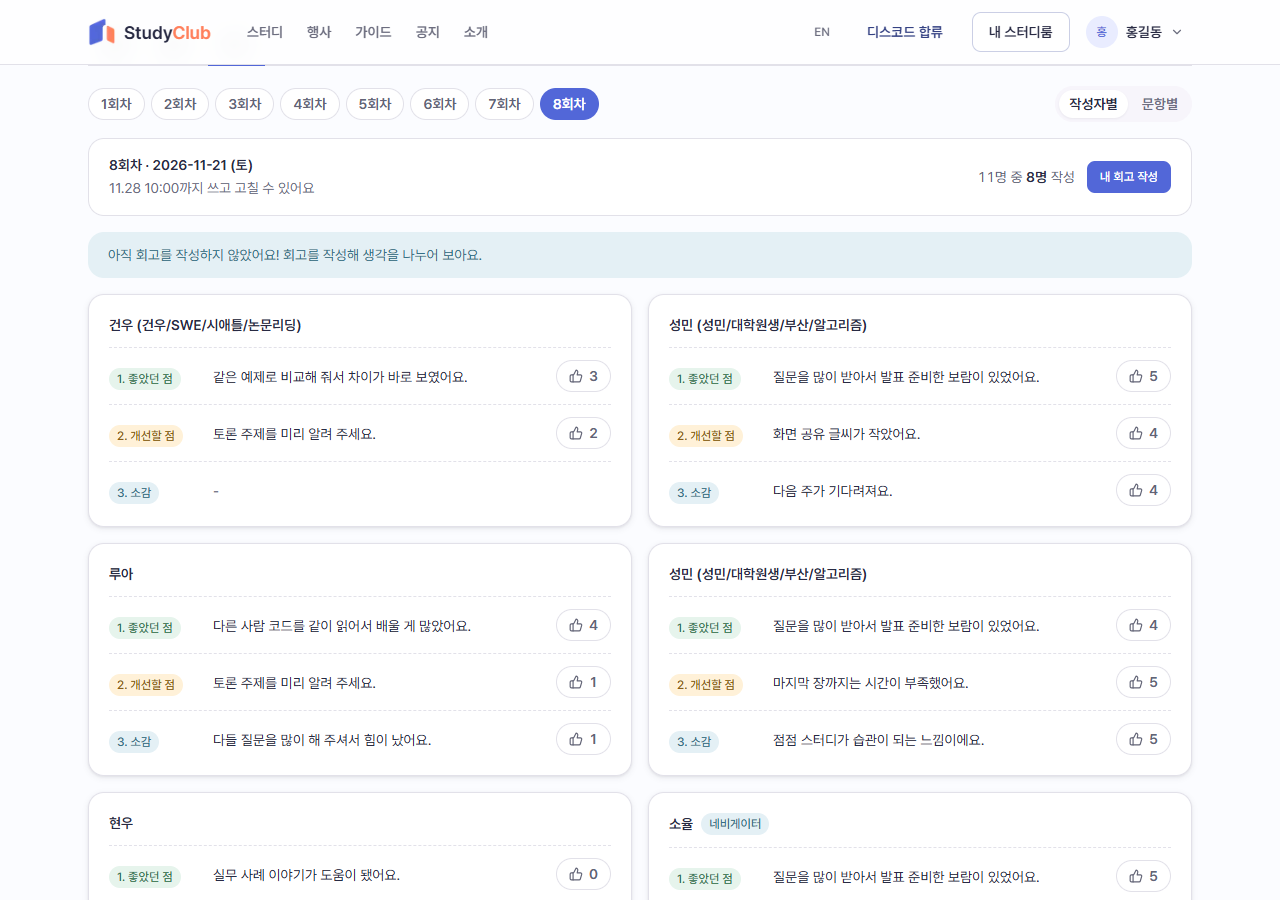 StudyClub 스터디 행사 가이드 공지 소개 EN 디스코드 합류 내 스터디룸 홍 홍길동
1회차 2회차 3회차 4회차 5회차 6회차 7회차 8회차 작성자별 문항별
8회차 · 2026-11-21 (토)
11.28 10:00까지 쓰고 고칠 수 있어요
11명 중 8명 작성 내 회고 작성
아직 회고를 작성하지 않았어요! 회고를 작성해 생각을 나누어 보아요.
건우 (건우/SWE/시애틀/논문리딩)
1. 좋았던 점 같은 예제로 비교해 줘서 차이가 바로 보였어요. 3
2. 개선할 점 토론 주제를 미리 알려 주세요. 2
3. 소감 -
성민 (성민/대학원생/부산/알고리즘)
1. 좋았던 점 질문을 많이 받아서 발표 준비한 보람이 있었어요. 5
2. 개선할 점 화면 공유 글씨가 작았어요. 4
3. 소감 다음 주가 기다려져요. 4
루아
1. 좋았던 점 다른 사람 코드를 같이 읽어서 배울 게 많았어요. 4
2. 개선할 점 토론 주제를 미리 알려 주세요. 1
3. 소감 다들 질문을 많이 해 주셔서 힘이 났어요. 1
성민 (성민/대학원생/부산/알고리즘)
1. 좋았던 점 질문을 많이 받아서 발표 준비한 보람이 있었어요. 4
2. 개선할 점 마지막 장까지는 시간이 부족했어요. 5
3. 소감 점점 스터디가 습관이 되는 느낌이에요. 5
현우
1. 좋았던 점 실무 사례 이야기가 도움이 됐어요. 0
소율 네비게이터
1. 좋았던 점 질문을 많이 받아서 발표 준비한 보람이 있었어요. 5